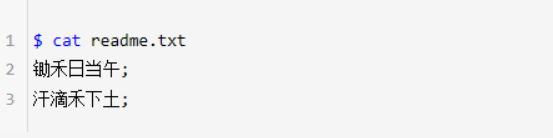 1 $ cat readme.txt
2 锄禾日当午;
3 汗滴禾下土;